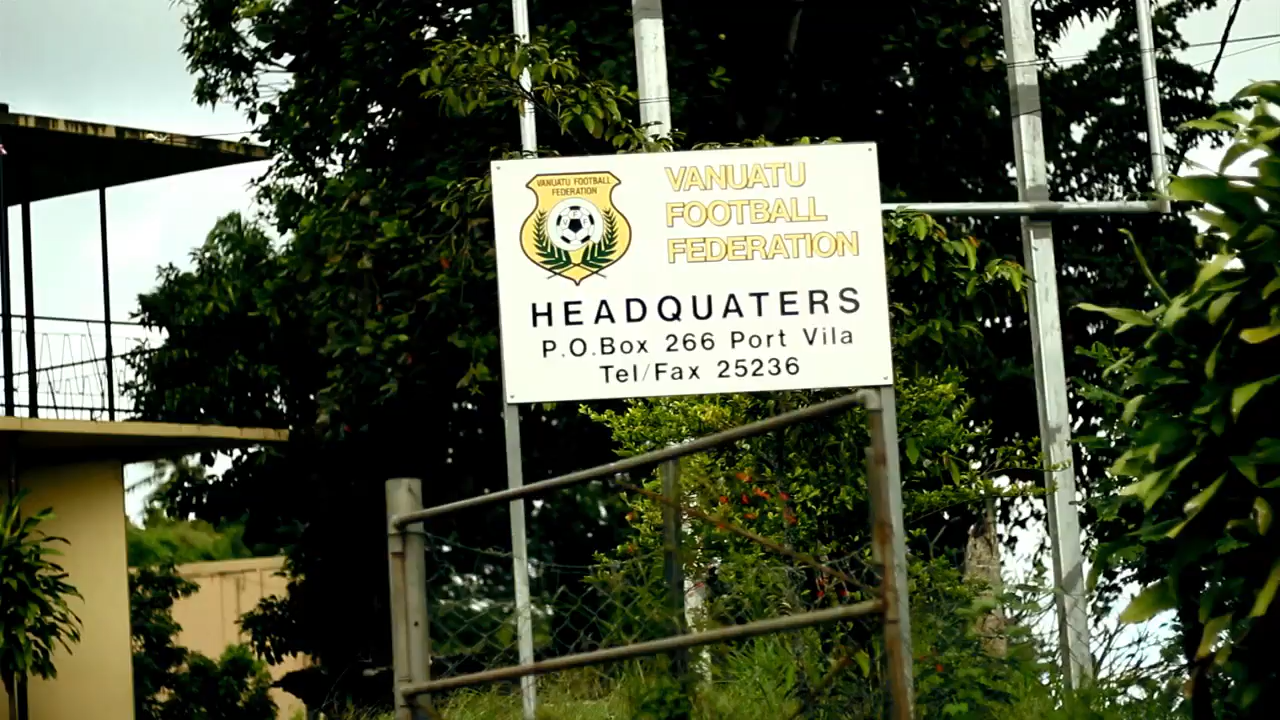 VANUATU FOOTBALL
FEDERATION
VANUATU
FOOTBALL
FEDERATION
HEADQUATERS
P.O.Box 266 Port Vila
Tel/Fax 25236